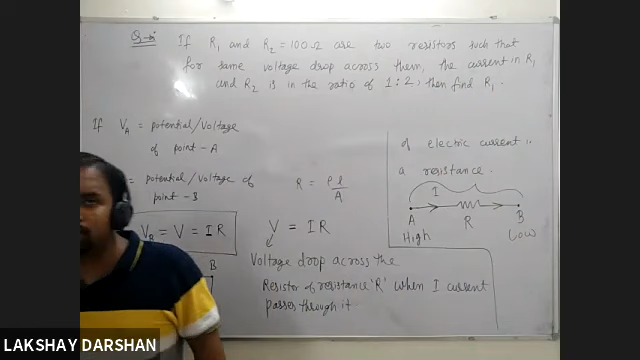 If R₁ and R₂ = 100Ω are two resistors such that
for same voltage drop across them, the current in R₁
and R₂ is in the ratio of 1:2, then find R₁.
If V_A = potential/Voltage
of point - A
= potential/Voltage of
point - B
V_B = V = IR
B
R = ρl/A
V = IR
Voltage drop across the
Resistor of resistance 'R' when I current
passes through it
of electric current
a resistance.
I
A R B
High Low
LAKSHAY DARSHAN